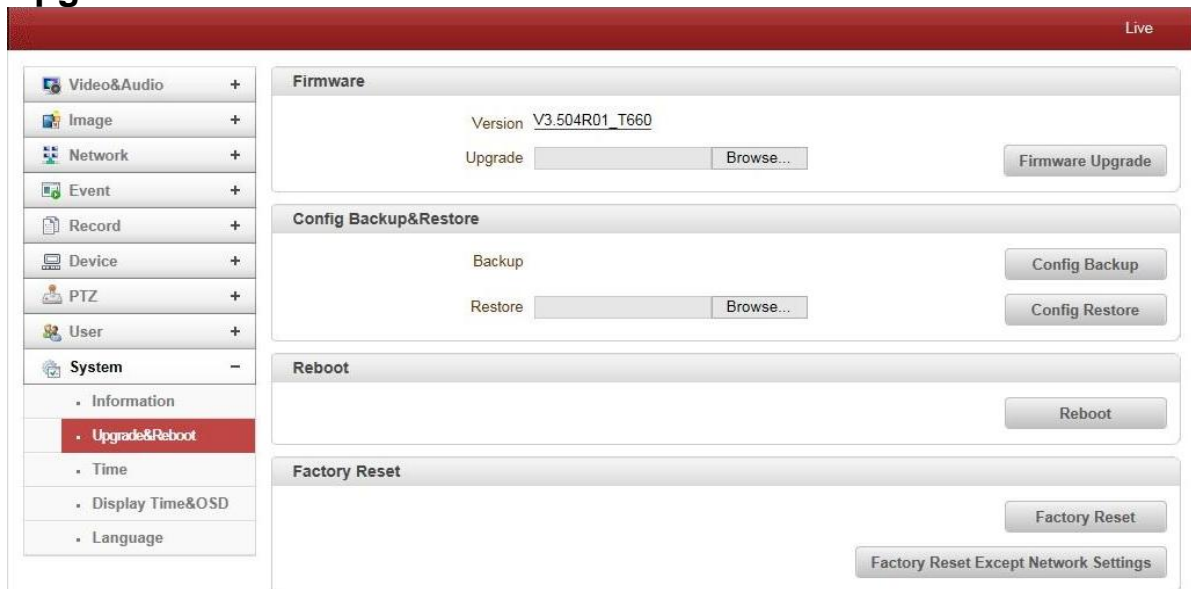 Live
Video&Audio +
Image +
Network +
Event +
Record +
Device +
PTZ +
User +
System −
Information
Upgrade&Reboot
Time
Display Time&OSD
Language
Firmware
Version V3.504R01_T660
Upgrade Browse... Firmware Upgrade
Config Backup&Restore
Backup Config Backup
Restore Browse... Config Restore
Reboot
Reboot
Factory Reset
Factory Reset
Factory Reset Except Network Settings